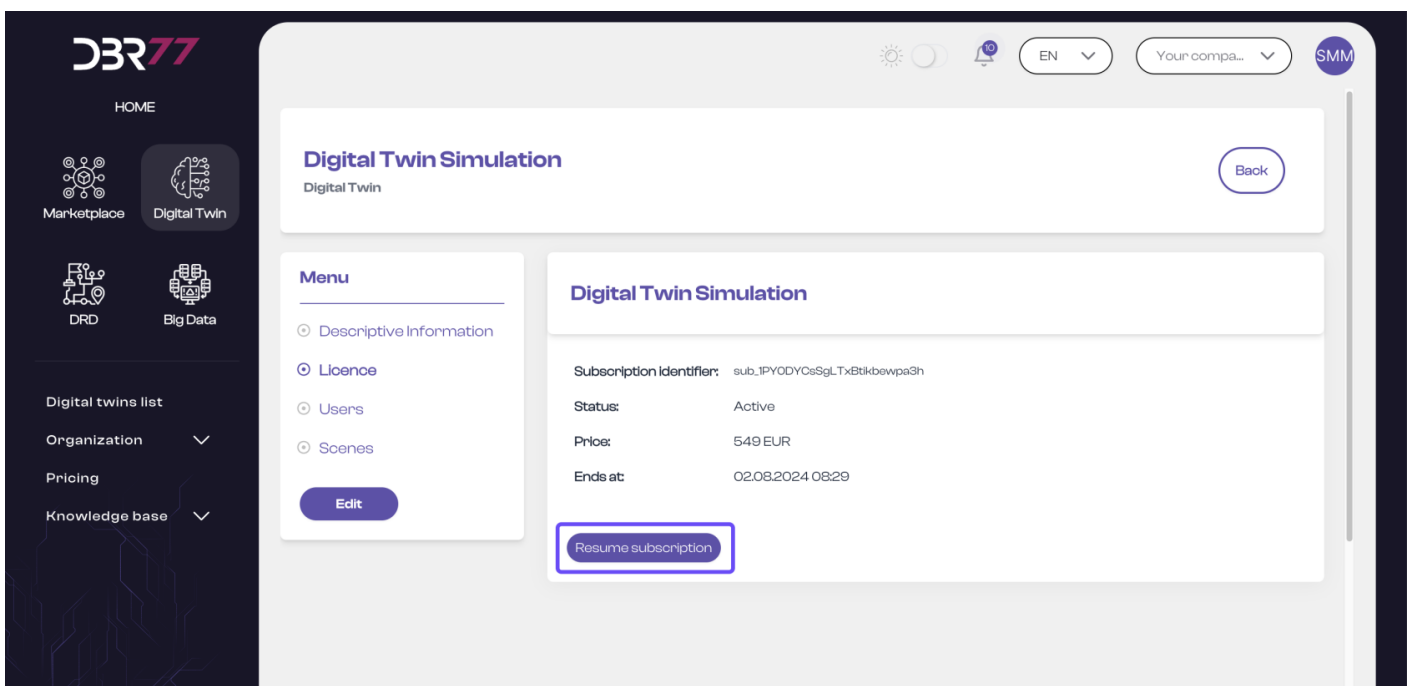 DBR77
10
EN
Your compa...
SMM
HOME
Marketplace
Digital Twin
DRD
Big Data
Digital twins list
Organization
Pricing
Knowledge base
Digital Twin Simulation
Digital Twin
Back
Menu
Descriptive Information
Licence
Users
Scenes
Edit
Digital Twin Simulation
Subscription identifier: sub_1PY0DYCsSgLTxBtikbewpa3h
Status: Active
Price: 549 EUR
Ends at: 02.08.2024 08:29
Resume subscription